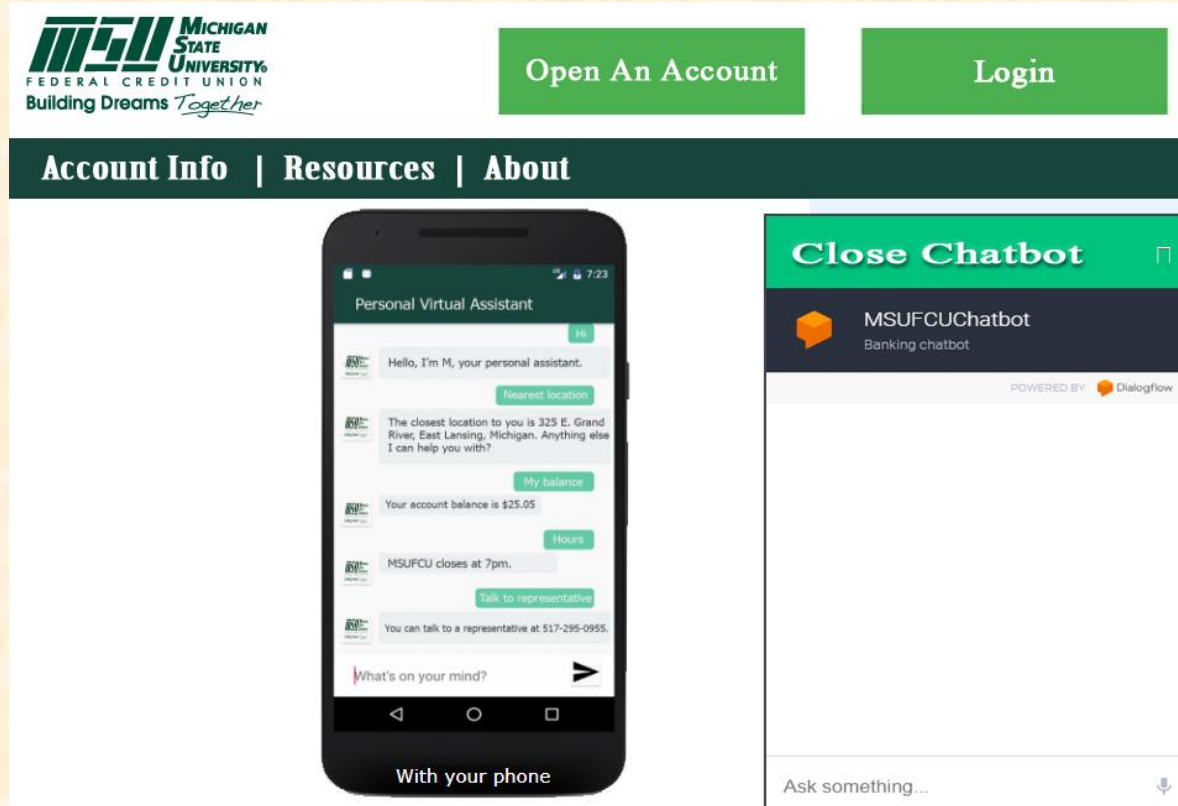 MSU MICHIGAN
STATE
UNIVERSITY®
FEDERAL CREDIT UNION
Building Dreams Together
Open An Account
Login
Account Info | Resources | About
7:23
Personal Virtual Assistant
Hi
Hello, I'm M, your personal assistant.
Nearest location
The closest location to you is 325 E. Grand
River, East Lansing, Michigan. Anything else
I can help you with?
My balance
Your account balance is $25.05
Hours
MSUFCU closes at 7pm.
Talk to representative
You can talk to a representative at 517-295-0955.
What's on your mind?
With your phone
Close Chatbot
MSUFCUChatbot
Banking chatbot
POWERED BY Dialogflow
Ask something...